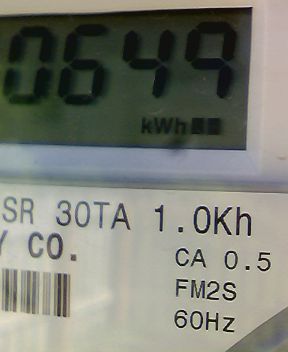 0649
kWh
SR 30TA 1.0Kh
Y CO.
CA 0.5
FM2S
60Hz